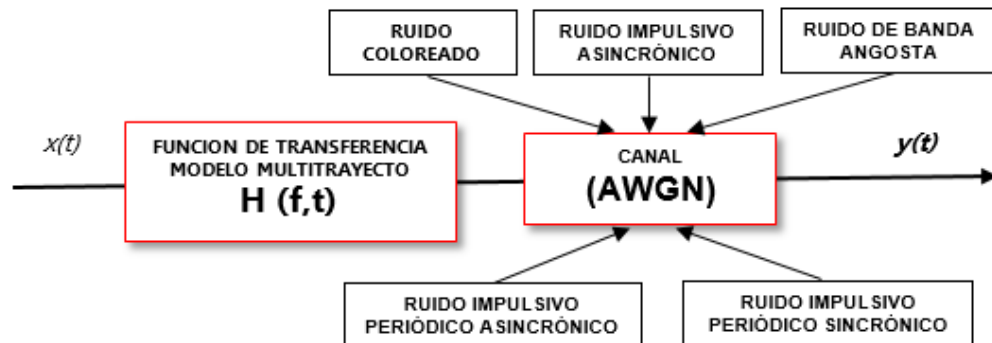 RUIDO
COLOREADO
RUIDO IMPULSIVO
ASINCRÓNICO
RUIDO DE BANDA
ANGOSTA
x(t)
FUNCION DE TRANSFERENCIA
MODELO MULTITRAYECTO
H (f,t)
CANAL
(AWGN)
y(t)
RUIDO IMPULSIVO
PERIÓDICO ASINCRÓNICO
RUIDO IMPULSIVO
PERIÓDICO SINCRÓNICO